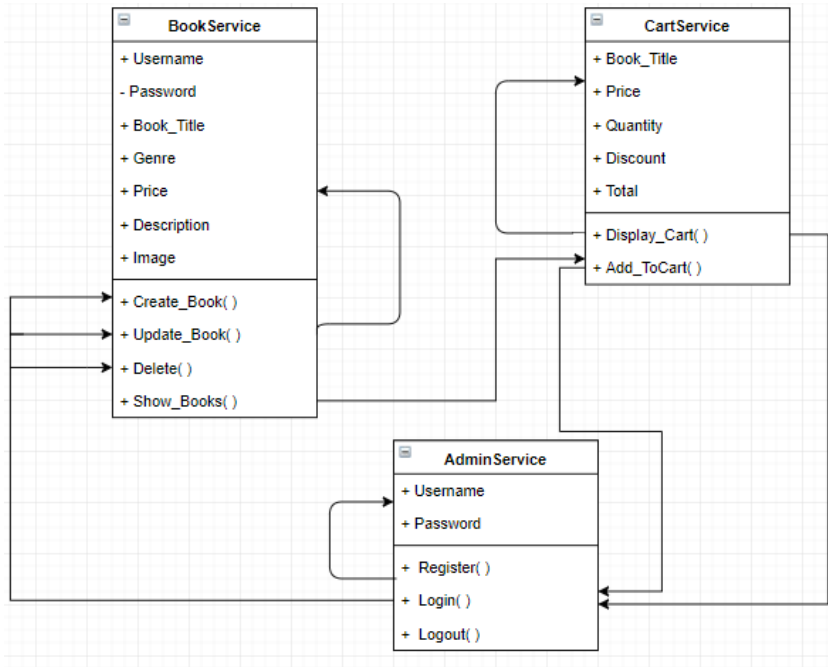 BookService
+ Username
- Password
+ Book_Title
+ Genre
+ Price
+ Description
+ Image
+ Create_Book( )
+ Update_Book( )
+ Delete( )
+ Show_Books( )
CartService
+ Book_Title
+ Price
+ Quantity
+ Discount
+ Total
+ Display_Cart( )
+ Add_ToCart( )
AdminService
+ Username
+ Password
+ Register( )
+ Login( )
+ Logout( )